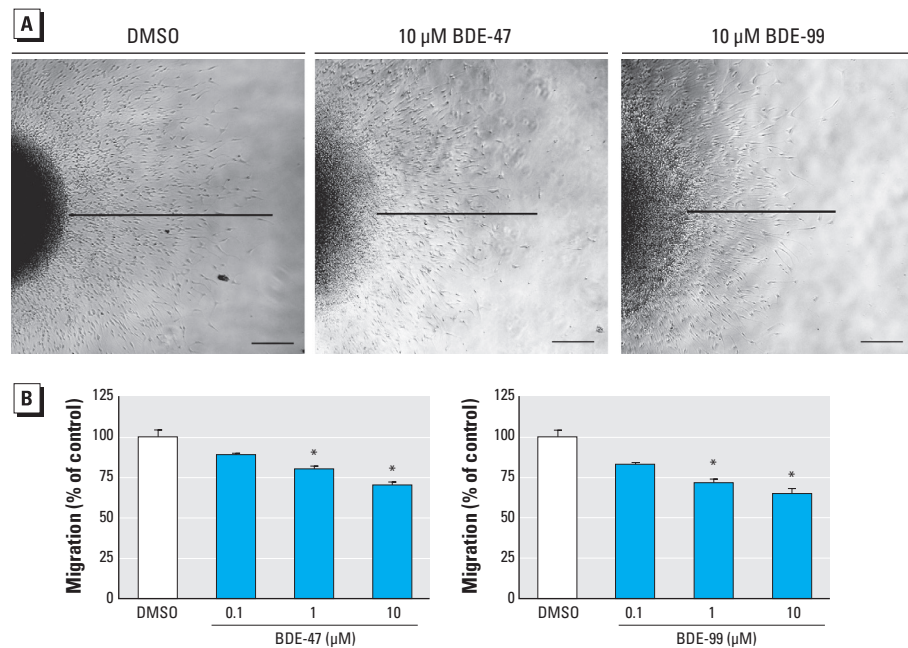 A
DMSO
10 µM BDE-47
10 µM BDE-99
B
Migration (% of control)
125
100
75
50
25
0
*
*
DMSO
0.1
1
10
BDE-47 (µM)
Migration (% of control)
125
100
75
50
25
0
*
*
DMSO
0.1
1
10
BDE-99 (µM)